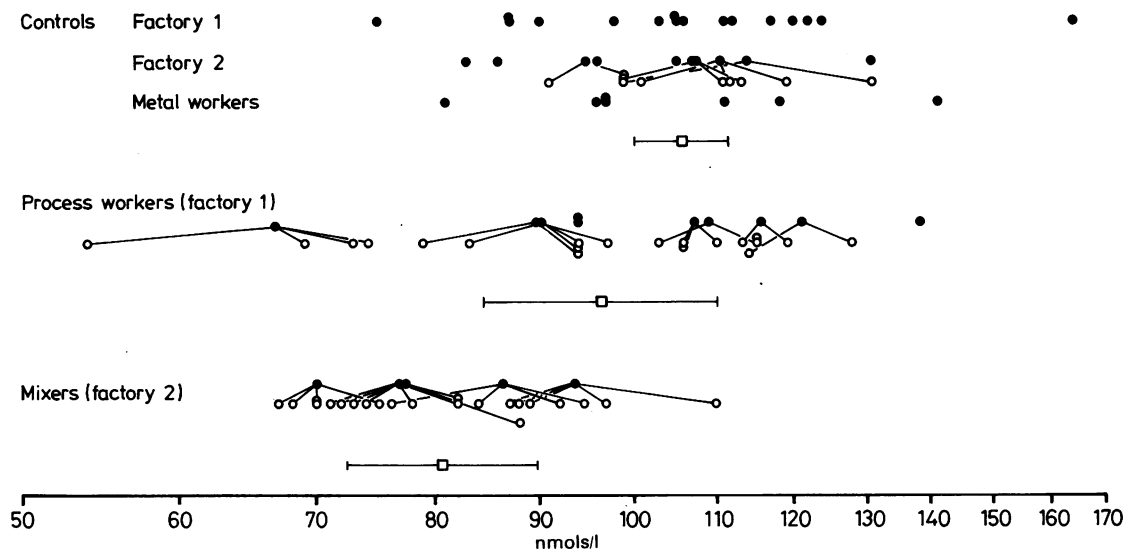 Controls Factory 1
Factory 2
Metal workers
Process workers (factory 1)
Mixers (factory 2)
50 60 70 80 90 100 110 120 130 140 150 160 170
nmols/l